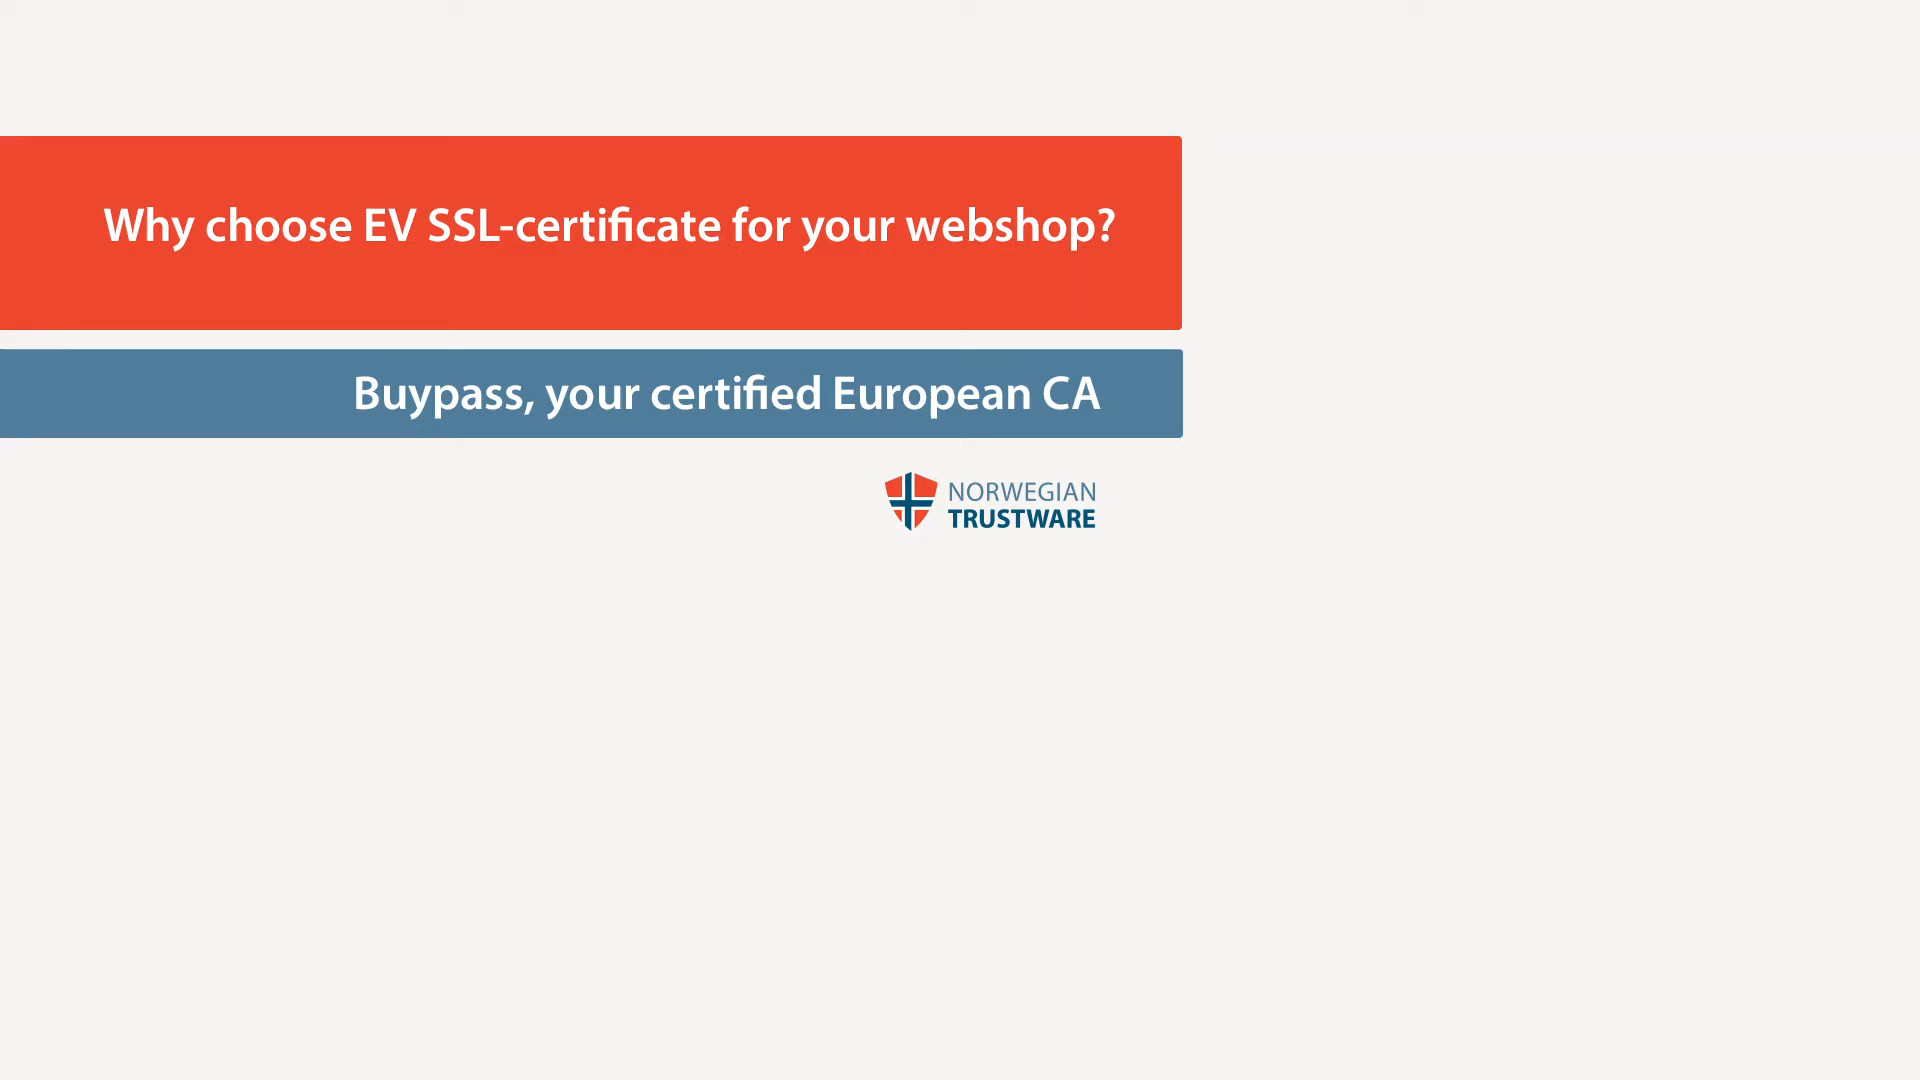 Why choose EV SSL-certificate for your webshop?
Buypass, your certified European CA
NORWEGIAN
TRUSTWARE